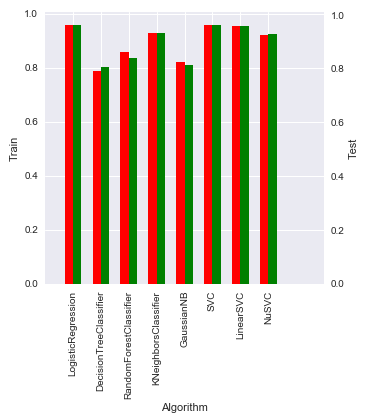 1.0
0.8
0.6
0.4
0.2
0.0
Train
1.0
0.8
0.6
0.4
0.2
0.0
Test
LogisticRegression
DecisionTreeClassifier
RandomForestClassifier
KNeighborsClassifier
GaussianNB
SVC
LinearSVC
NuSVC
Algorithm